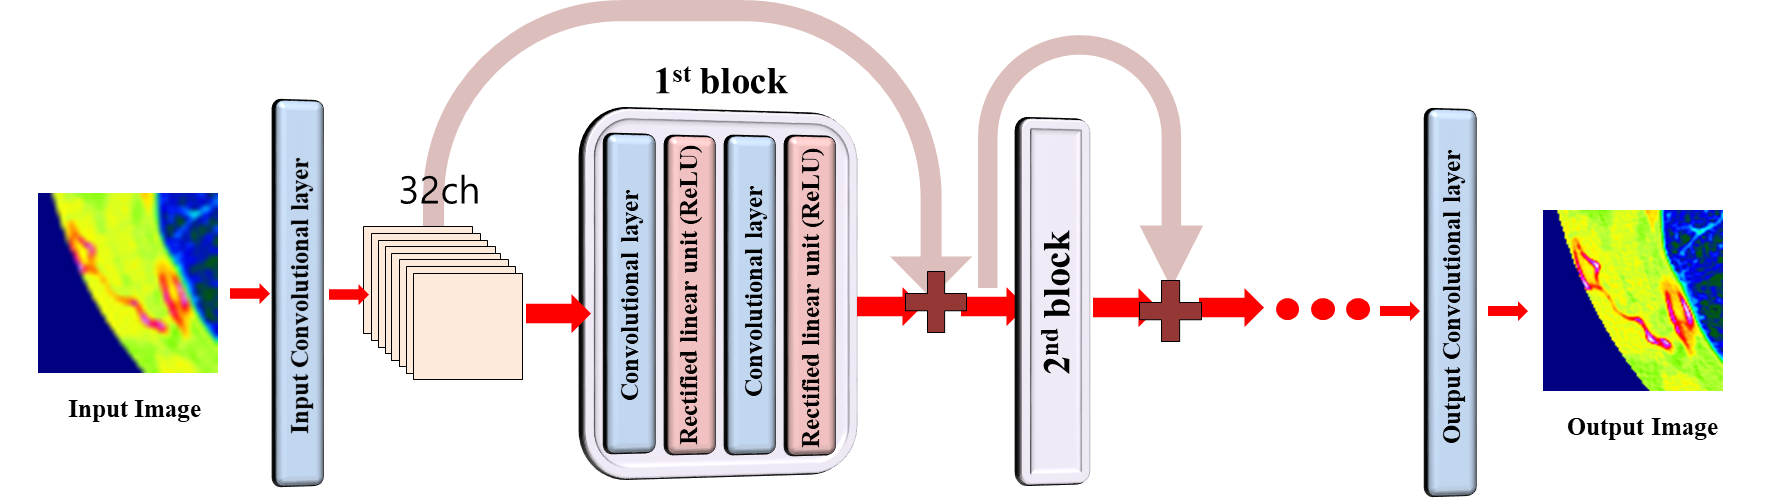 Input Image
Input Convolutional layer
32ch
1st block
Convolutional layer
Rectified linear unit (ReLU)
Convolutional layer
Rectified linear unit (ReLU)
2nd block
Output Convolutional layer
Output Image